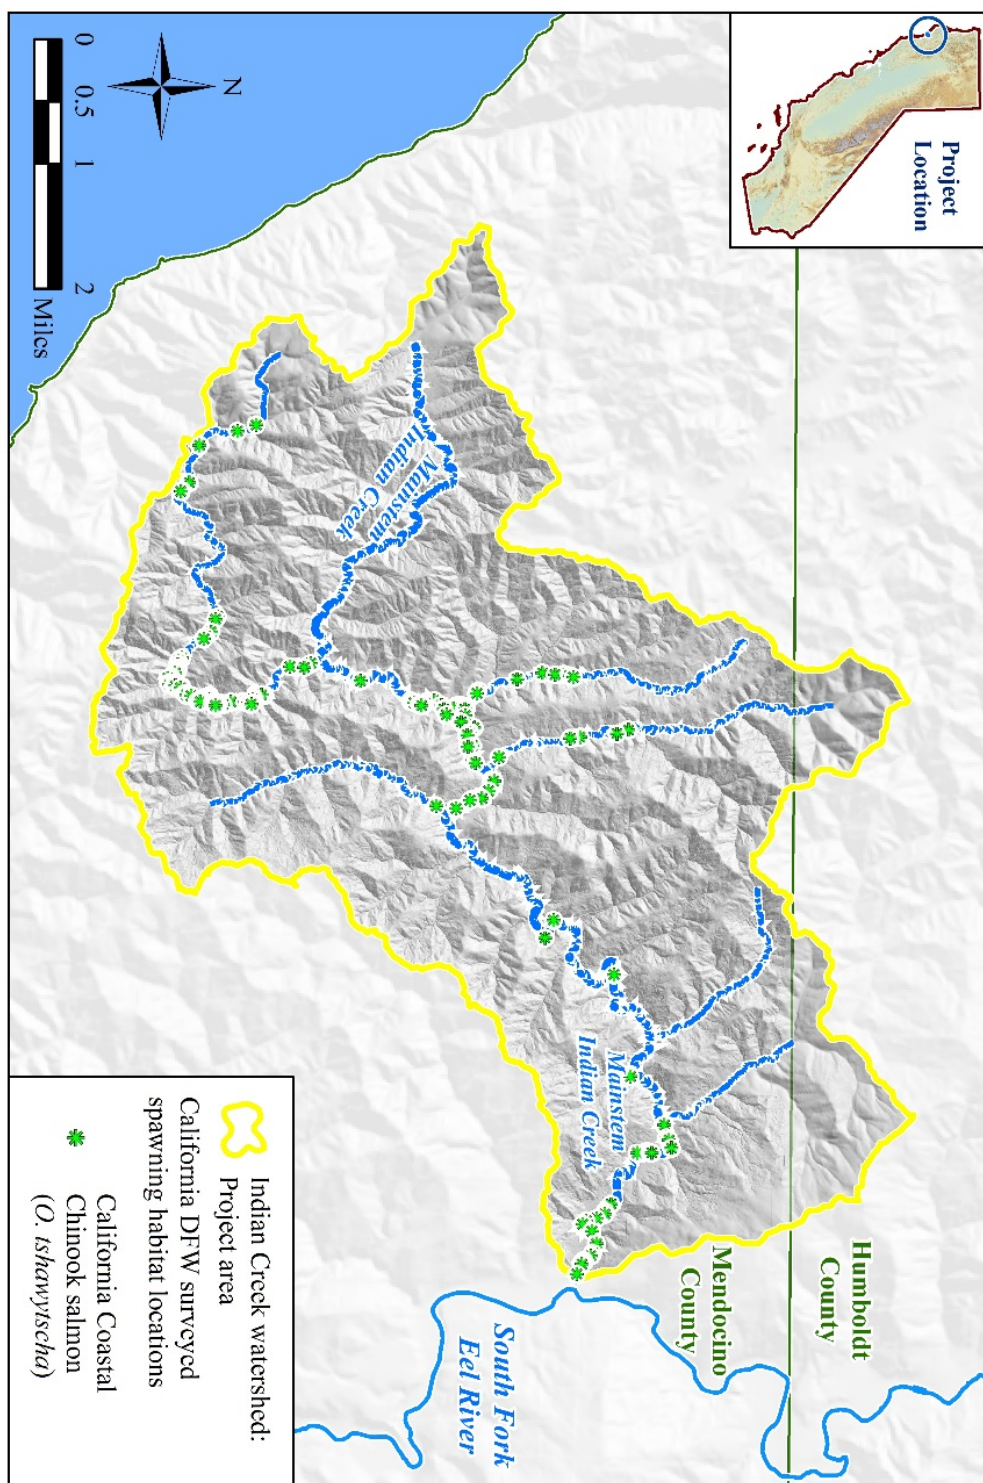 Project
Location
Humboldt
County
Mendocino
County
Mainstem
Indian Creek
Mainstem
Indian Creek
South Fork
Eel River
N
0 0.5 1 2
Miles
Indian Creek watershed:
Project area
California DFW surveyed
spawning habitat locations
California Coastal
Chinook salmon
(O. tshawytscha)